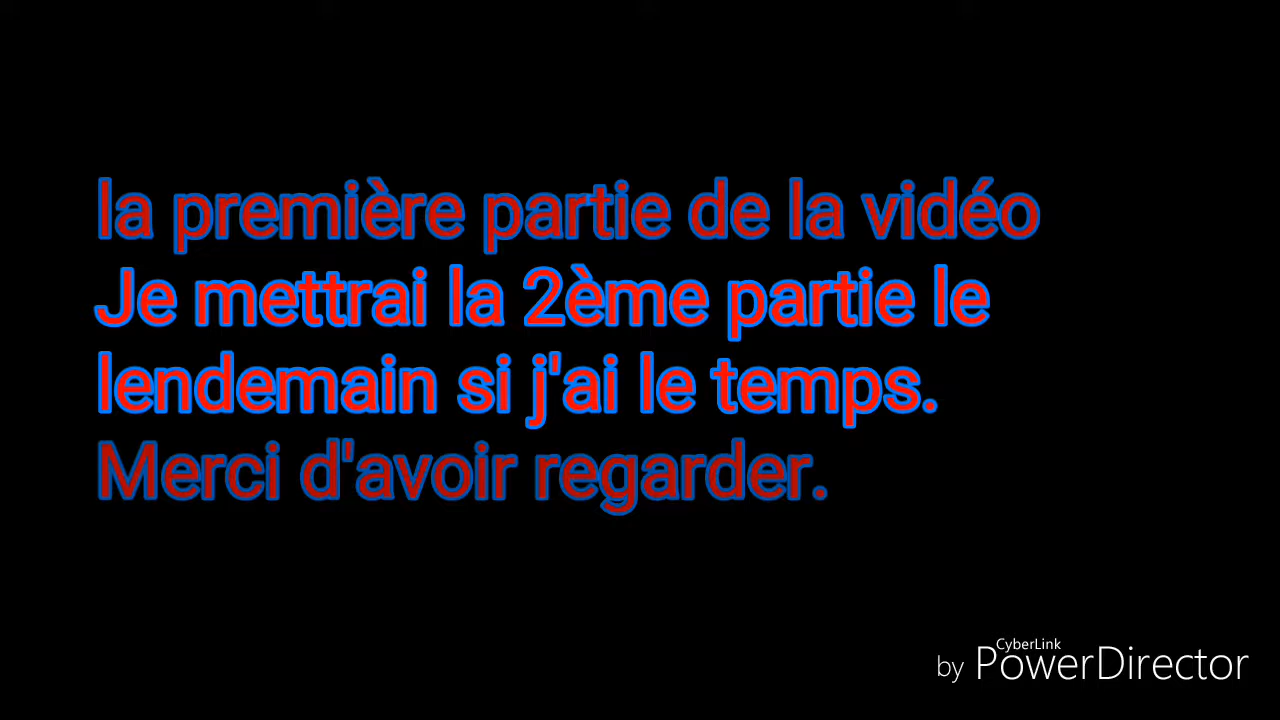 la première partie de la vidéo
Je mettrai la 2ème partie le
lendemain si j'ai le temps.
Merci d'avoir regarder.
CyberLink
by PowerDirector